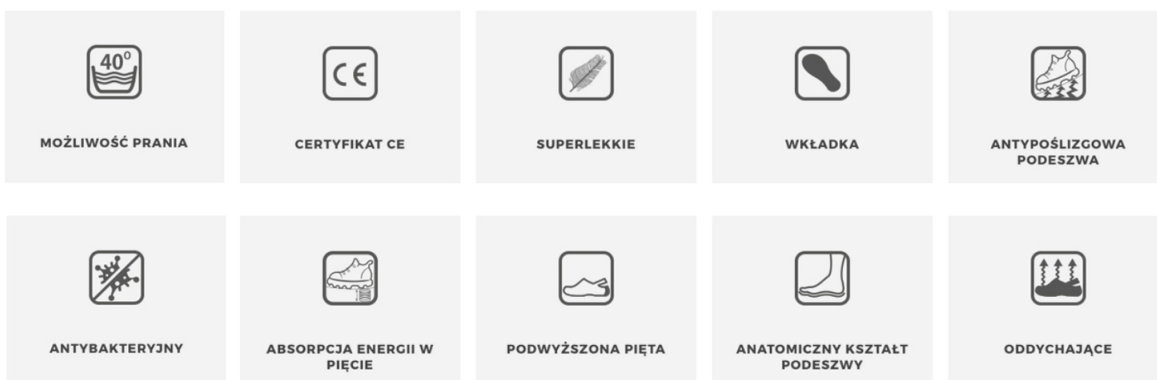 40°
CE
MOŻLIWOŚĆ PRANIA
CERTYFIKAT CE
SUPERLEKKIE
WKŁADKA
ANTYPOŚLIZGOWA
PODESZWA
ANTYBAKTERYJNY
ABSORPCJA ENERGII W
PIĘCIE
PODWYŻSZONA PIĘTA
ANATOMICZNY KSZTAŁT
PODESZWY
ODDYCHAJĄCE